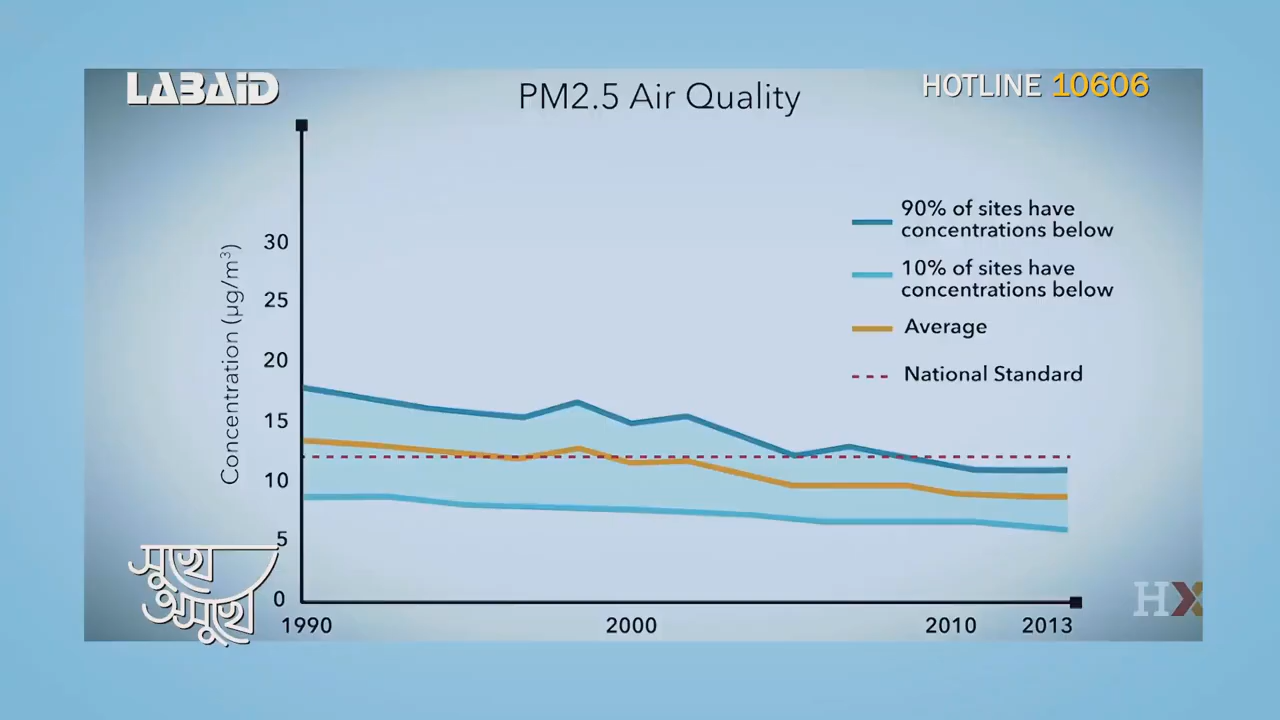 LABAID
PM2.5 Air Quality
HOTLINE 10606
90% of sites have
concentrations below
10% of sites have
concentrations below
Average
National Standard
Concentration (µg/m³)
30
25
20
15
10
5
0
1990
2000
2010
2013
সুখে
অসুখে
HX